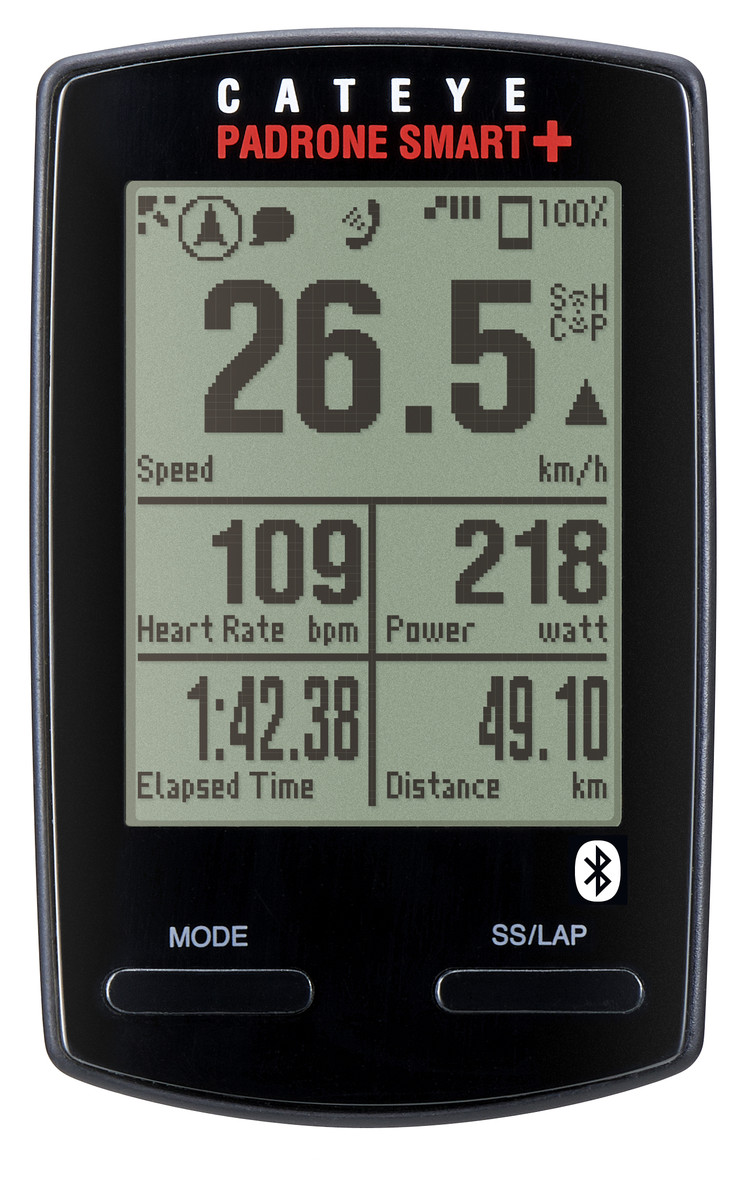 CATEYE
PADRONE SMART+
100%
26.5
S H
C P
Speed km/h
109 218
Heart Rate bpm Power watt
1:42.38 49.10
Elapsed Time Distance km
MODE SS/LAP